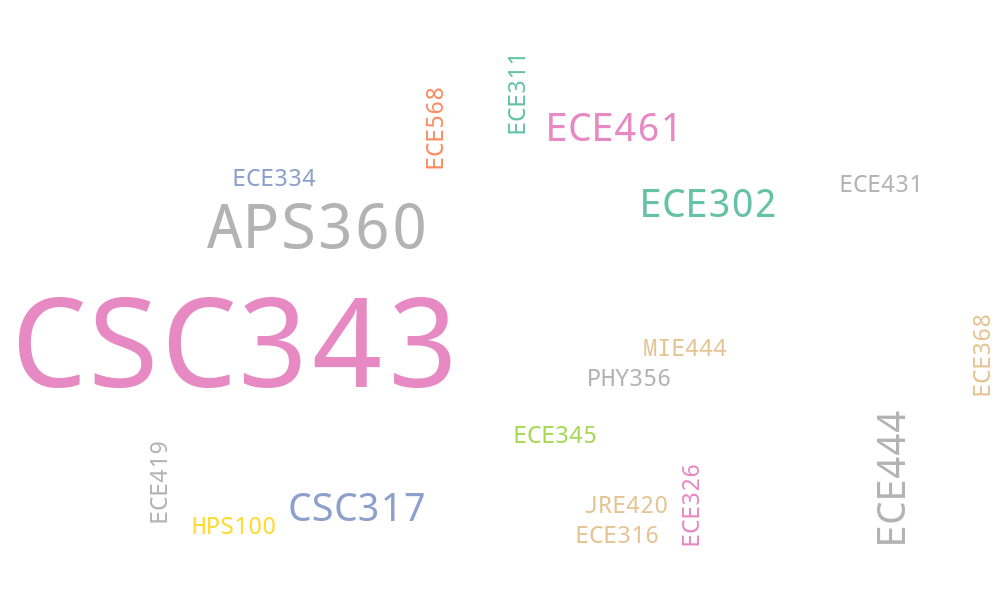 ECE311
ECE568
ECE461
ECE334
ECE431
APS360
ECE302
CSC343
MIE444
ECE368
PHY356
ECE345
ECE444
ECE419
CSC317
ECE326
JRE420
HPS100
ECE316